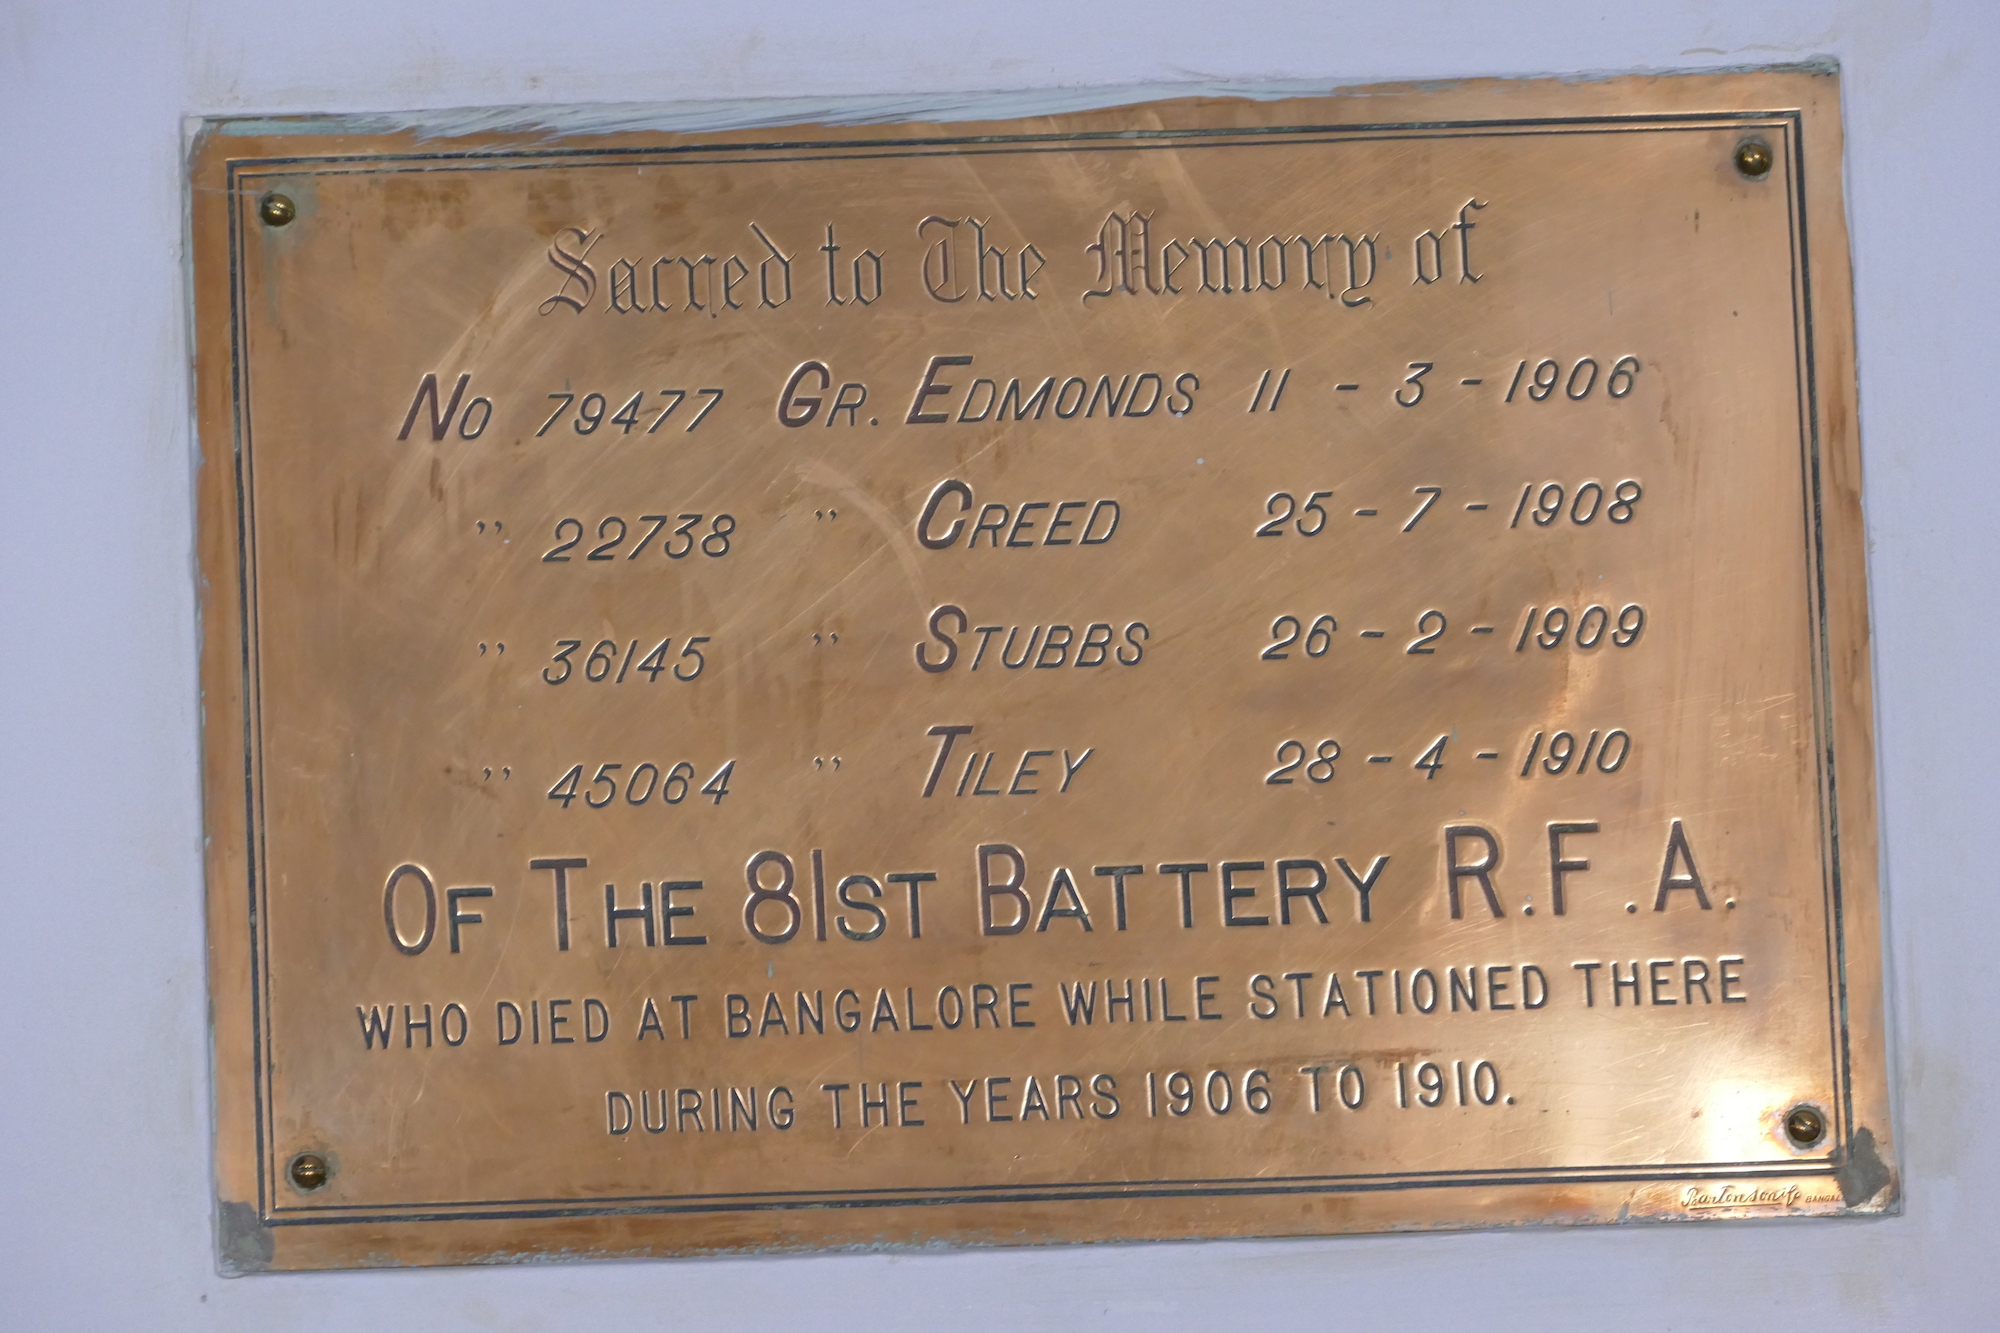 Sacred to The Memory of
No 79477 Gr. Edmonds 11 - 3 - 1906
" 22738 " Creed 25 - 7 - 1908
" 36145 " Stubbs 26 - 2 - 1909
" 45064 " Tiley 28 - 4 - 1910
Of The 81st Battery R.F.A.
WHO DIED AT BANGALORE WHILE STATIONED THERE
DURING THE YEARS 1906 TO 1910.